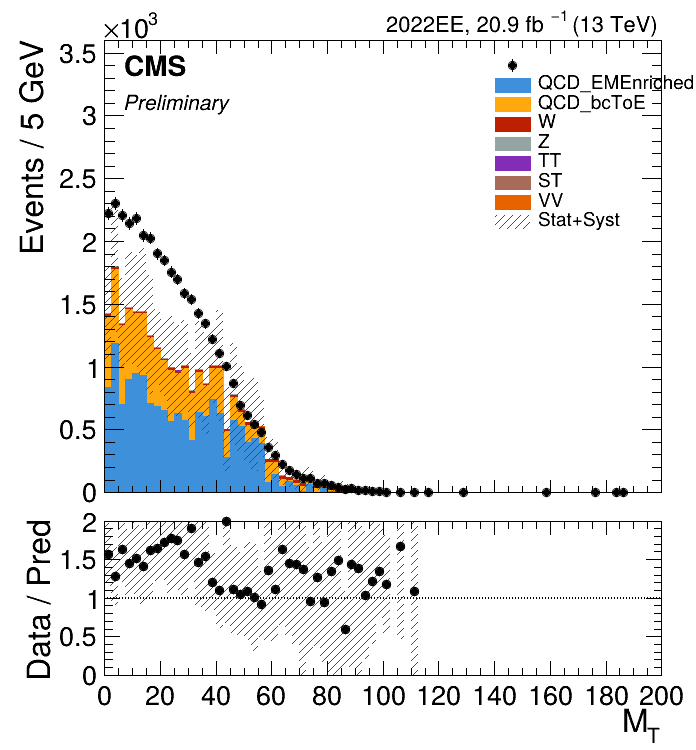 ×10³
2022EE, 20.9 fb ⁻¹ (13 TeV)
Events / 5 GeV
3.5
3
2.5
2
1.5
1
0.5
0
CMS
Preliminary
QCD_EMEnriched
QCD_bcToE
W
Z
TT
ST
VV
Stat+Syst
Data / Pred
2
1.5
1
0.5
0
0 20 40 60 80 100 120 140 160 180 200
M_T